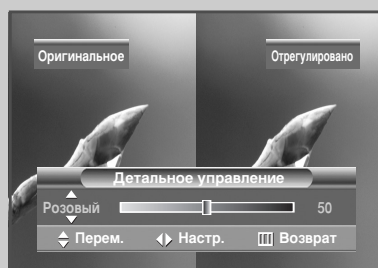 Оригинальное Отрегулировано
Детальное управление
Розовый 50
Перем. Настр. Возврат